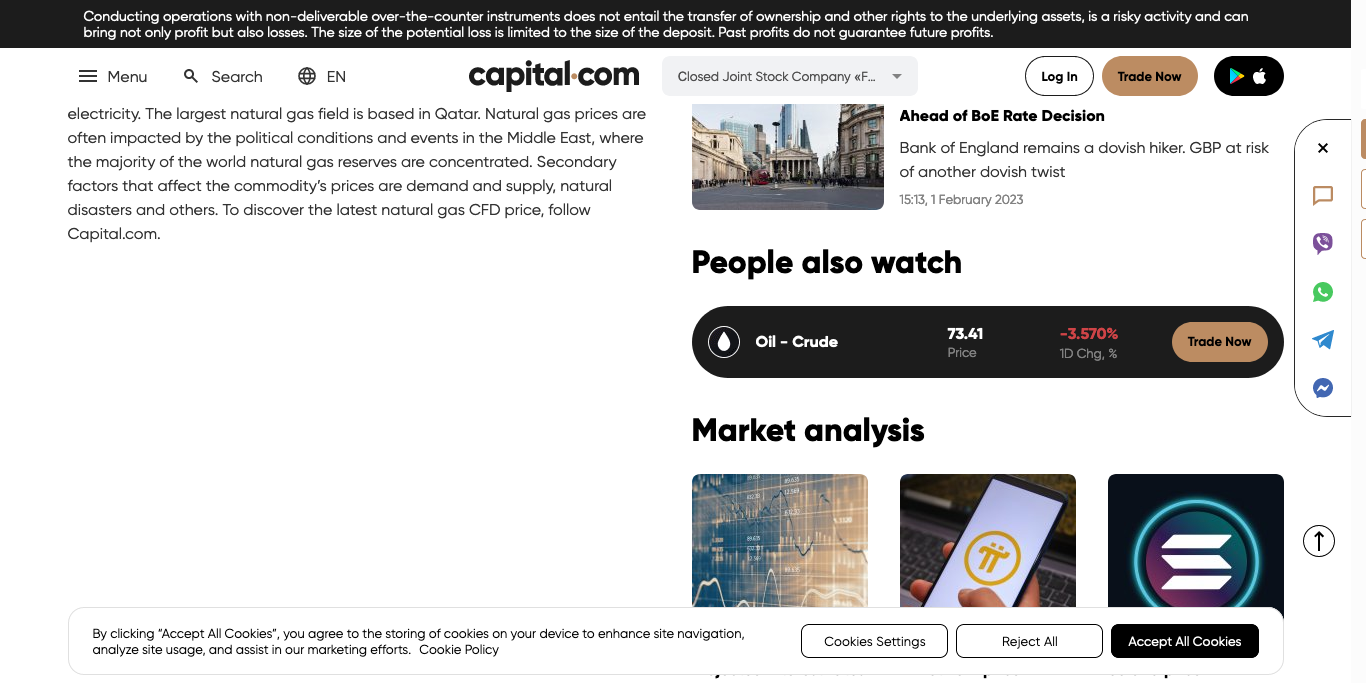 Conducting operations with non-deliverable over-the-counter instruments does not entail the transfer of ownership and other rights to the underlying assets, is a risky activity and can
bring not only profit but also losses. The size of the potential loss is limited to the size of the deposit. Past profits do not guarantee future profits.
Menu
Search
EN
capital.com
Closed Joint Stock Company «F...
Log In
Trade Now
electricity. The largest natural gas field is based in Qatar. Natural gas prices are
often impacted by the political conditions and events in the Middle East, where
the majority of the world natural gas reserves are concentrated. Secondary
factors that affect the commodity’s prices are demand and supply, natural
disasters and others. To discover the latest natural gas CFD price, follow
Capital.com.
Ahead of BoE Rate Decision
Bank of England remains a dovish hiker. GBP at risk
of another dovish twist
15:13, 1 February 2023
People also watch
Oil - Crude
73.41
Price
-3.570%
1D Chg, %
Trade Now
Market analysis
By clicking “Accept All Cookies”, you agree to the storing of cookies on your device to enhance site navigation,
analyze site usage, and assist in our marketing efforts. Cookie Policy
Cookies Settings
Reject All
Accept All Cookies